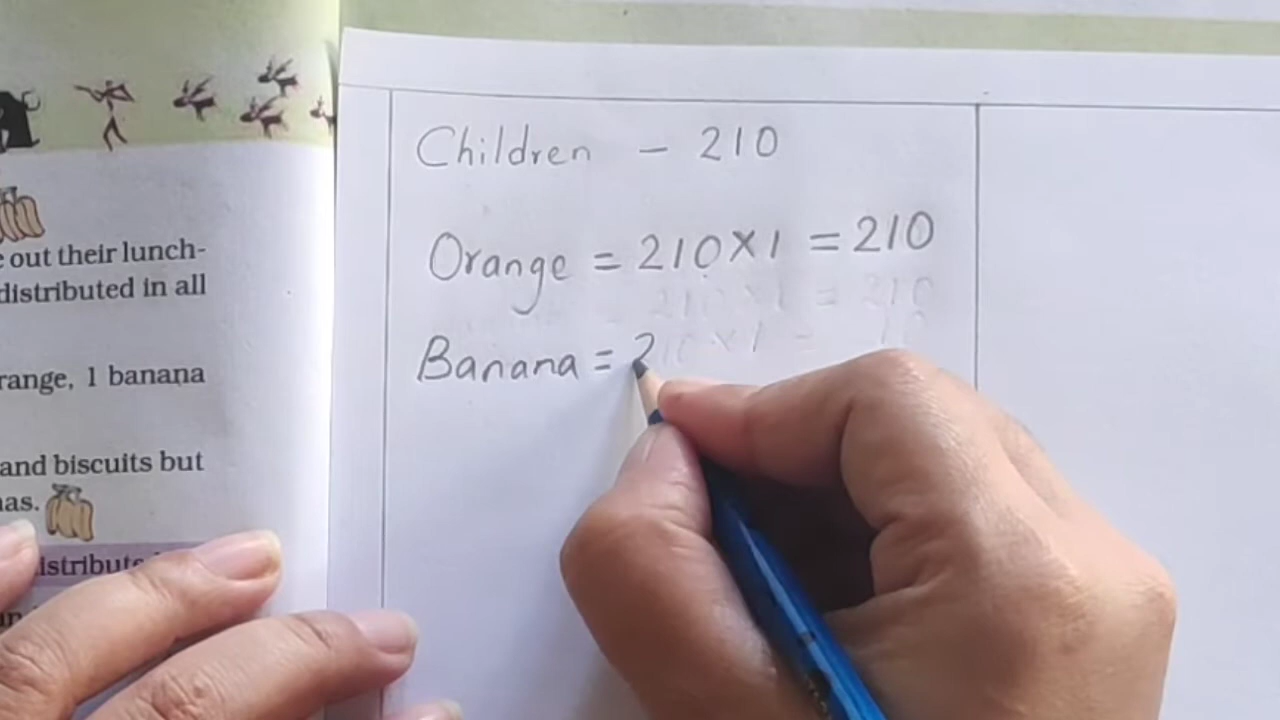 out their lunch-
distributed in all
range, 1 banana
and biscuits but
as.
Children - 210
Orange = 210×1 = 210
Banana = 2